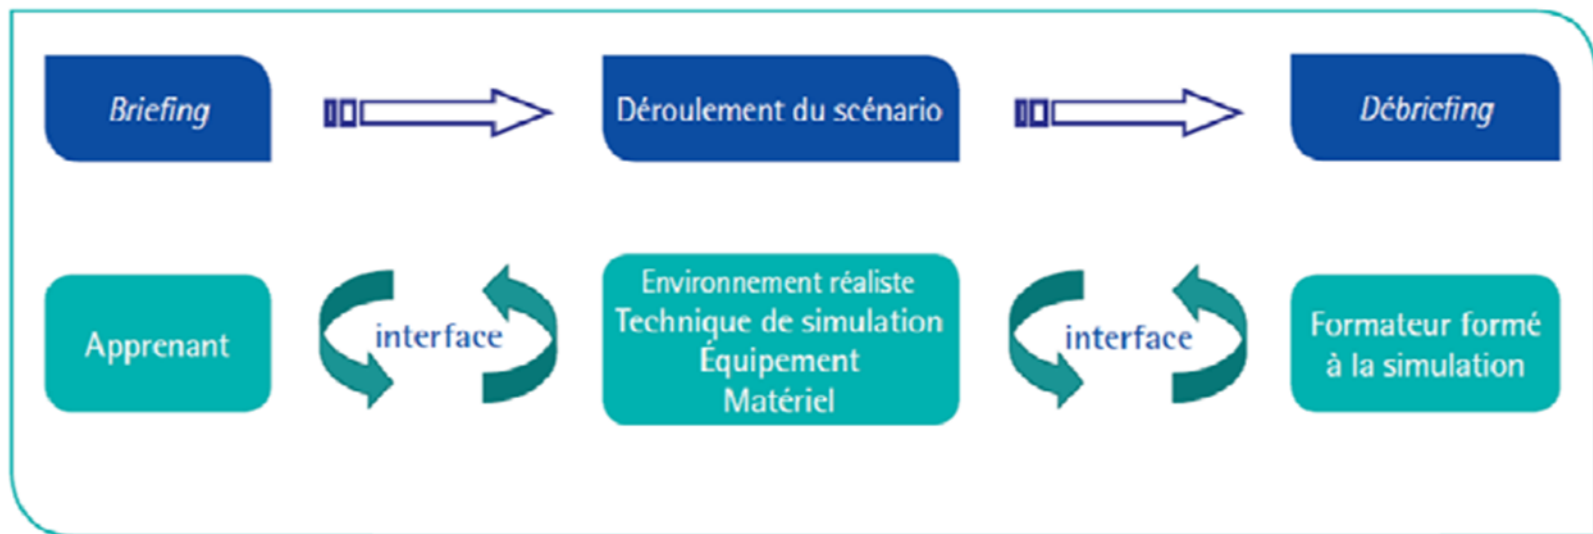 Briefing
Déroulement du scénario
Débriefing
Apprenant
interface
Environnement réaliste
Technique de simulation
Équipement
Matériel
interface
Formateur formé
à la simulation